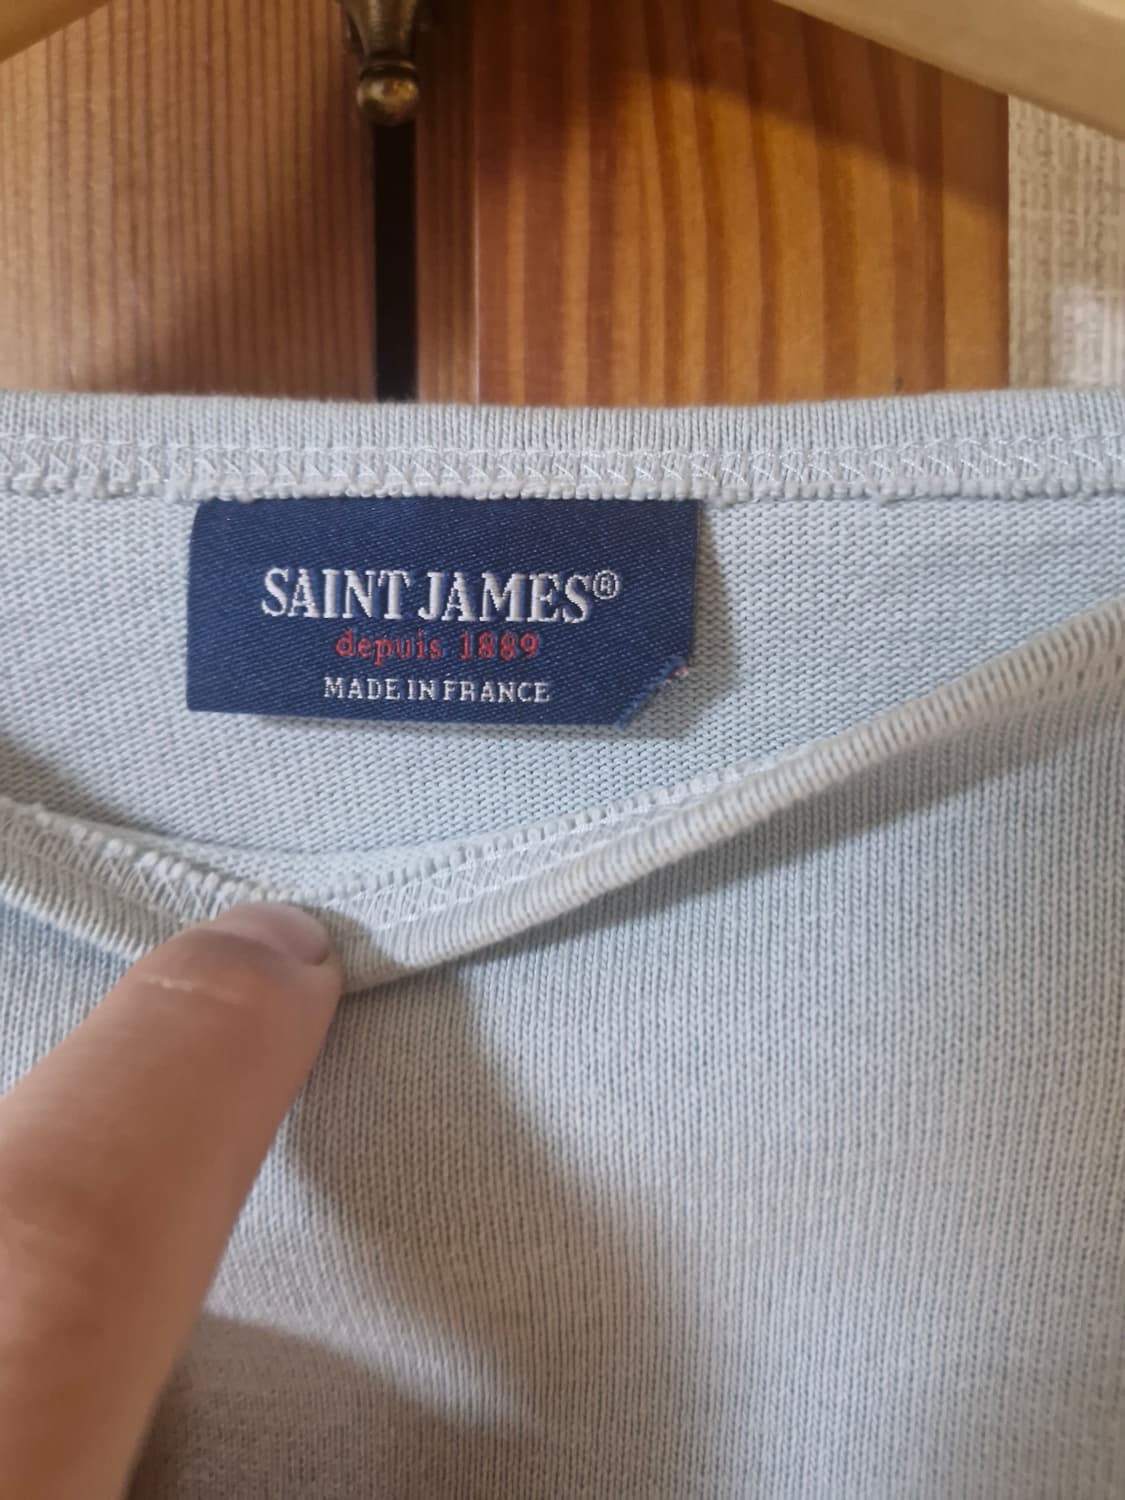 SAINT JAMES®
depuis 1889
MADE IN FRANCE